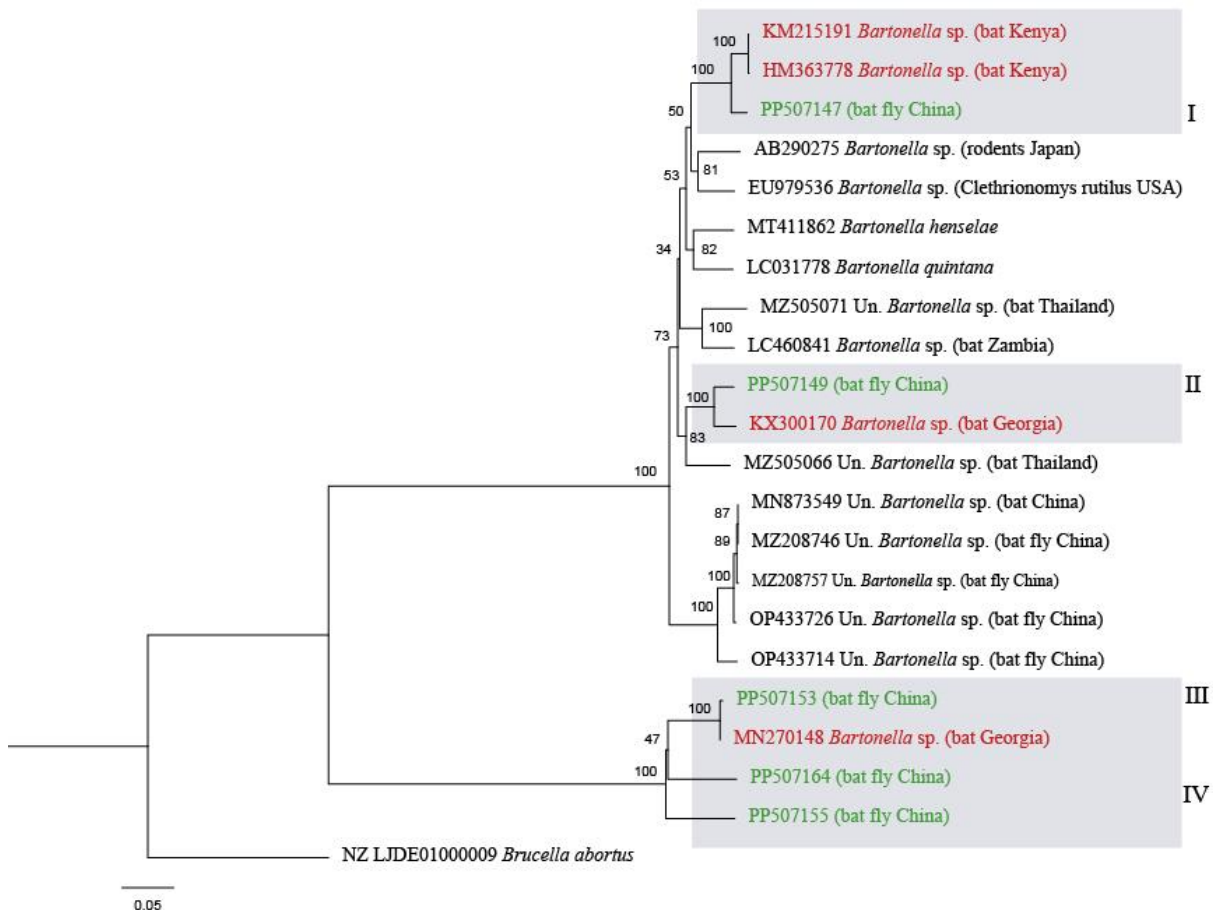 KM215191 Bartonella sp. (bat Kenya)
100
HM363778 Bartonella sp. (bat Kenya)
100
PP507147 (bat fly China)
I
50
AB290275 Bartonella sp. (rodents Japan)
81
53
EU979536 Bartonella sp. (Clethrionomys rutilus USA)
MT411862 Bartonella henselae
34
82
LC031778 Bartonella quintana
MZ505071 Un. Bartonella sp. (bat Thailand)
100
73
LC460841 Bartonella sp. (bat Zambia)
PP507149 (bat fly China)
II
100
KX300170 Bartonella sp. (bat Georgia)
83
MZ505066 Un. Bartonella sp. (bat Thailand)
100
MN873549 Un. Bartonella sp. (bat China)
87
MZ208746 Un. Bartonella sp. (bat fly China)
89
MZ208757 Un. Bartonella sp. (bat fly China)
100
OP433726 Un. Bartonella sp. (bat fly China)
100
OP433714 Un. Bartonella sp. (bat fly China)
PP507153 (bat fly China)
III
100
MN270148 Bartonella sp. (bat Georgia)
47
PP507164 (bat fly China)
100
IV
PP507155 (bat fly China)
NZ LJDE01000009 Brucella abortus
0.05